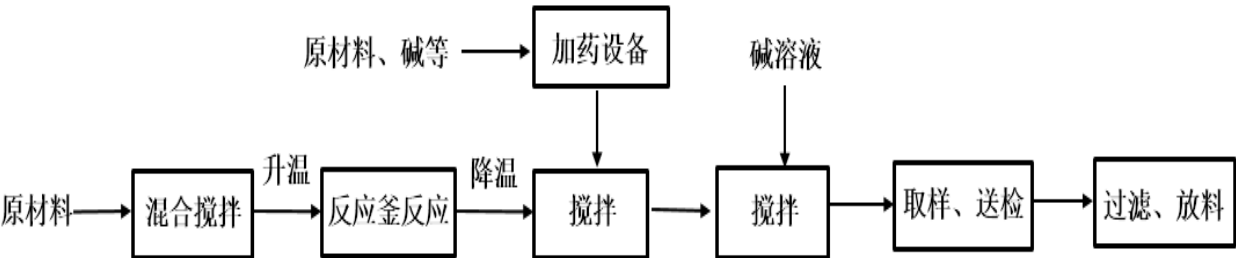 原材料、碱等
加药设备
碱溶液
原材料
混合搅拌
升温
反应釜反应
降温
搅拌
搅拌
取样、送检
过滤、放料